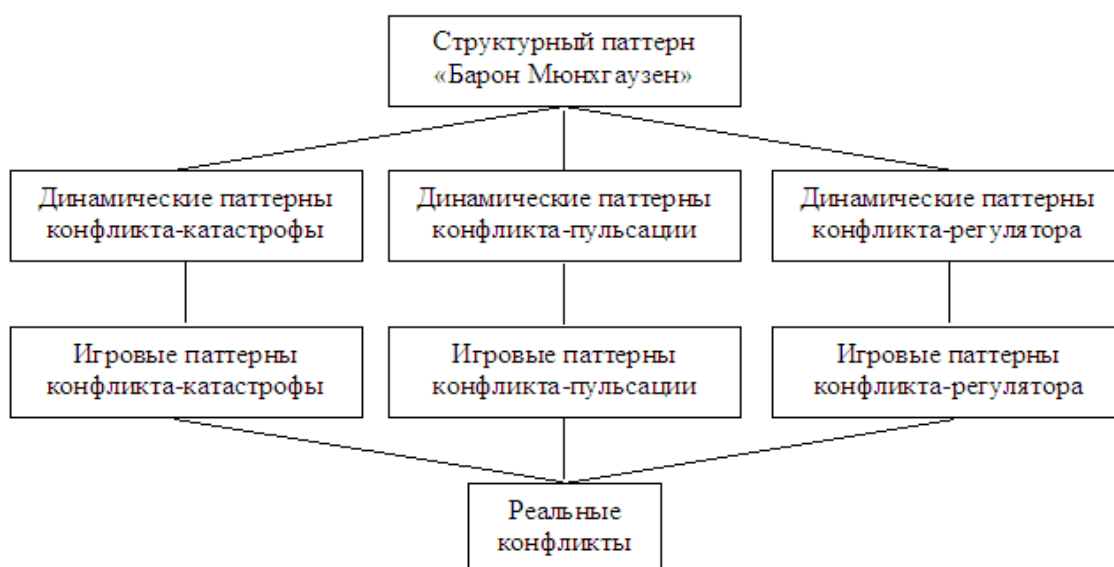 Структурный паттерн
«Барон Мюнхгаузен»
Динамические паттерны
конфликта-катастрофы
Динамические паттерны
конфликта-пульсации
Динамические паттерны
конфликта-регулятора
Игровые паттерны
конфликта-катастрофы
Игровые паттерны
конфликта-пульсации
Игровые паттерны
конфликта-регулятора
Реальные
конфликты